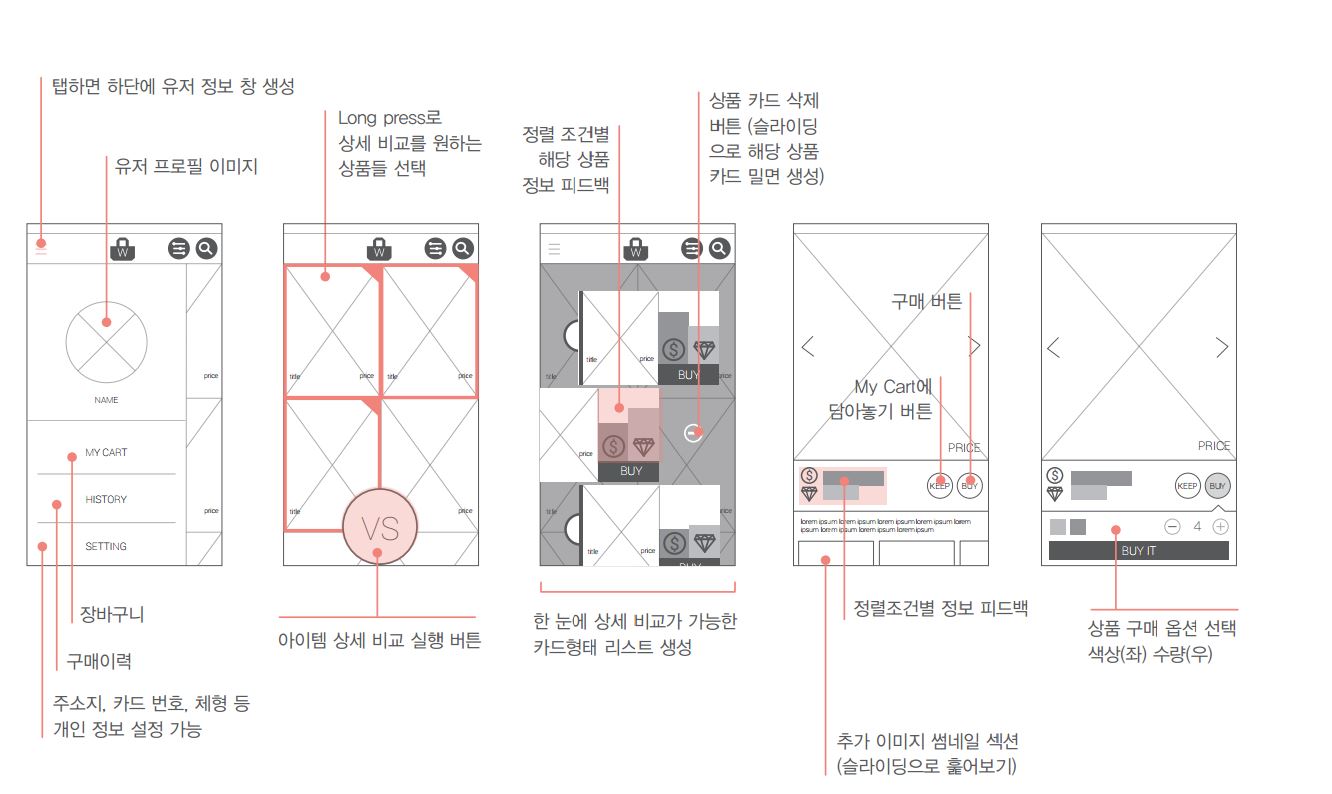 탭하면 하단에 유저 정보 창 생성
유저 프로필 이미지
W
NAME
MY CART
HISTORY
SETTING
price
price
장바구니
구매이력
주소지, 카드 번호, 체형 등
개인 정보 설정 가능
Long press로
상세 비교를 원하는
상품들 선택
W
title
price
title
price
title
price
VS
아이템 상세 비교 실행 버튼
정렬 조건별
해당 상품
정보 피드백
상품 카드 삭제
버튼 (슬라이딩
으로 해당 상품
카드 밀면 생성)
W
title
price
$
BUY
price
price
$
BUY
title
price
title
price
$
BUY
한 눈에 상세 비교가 가능한
카드형태 리스트 생성
구매 버튼
My Cart에
담아놓기 버튼
PRICE
$
KEEP
BUY
lorem ipsum lorem ipsum lorem ipsum lorem ipsum lorem
ipsum lorem ipsum lorem ipsum lorem ipsum
정렬조건별 정보 피드백
추가 이미지 썸네일 섹션
(슬라이딩으로 훑어보기)
PRICE
$
KEEP
BUY
4
BUY IT
상품 구매 옵션 선택
색상(좌) 수량(우)